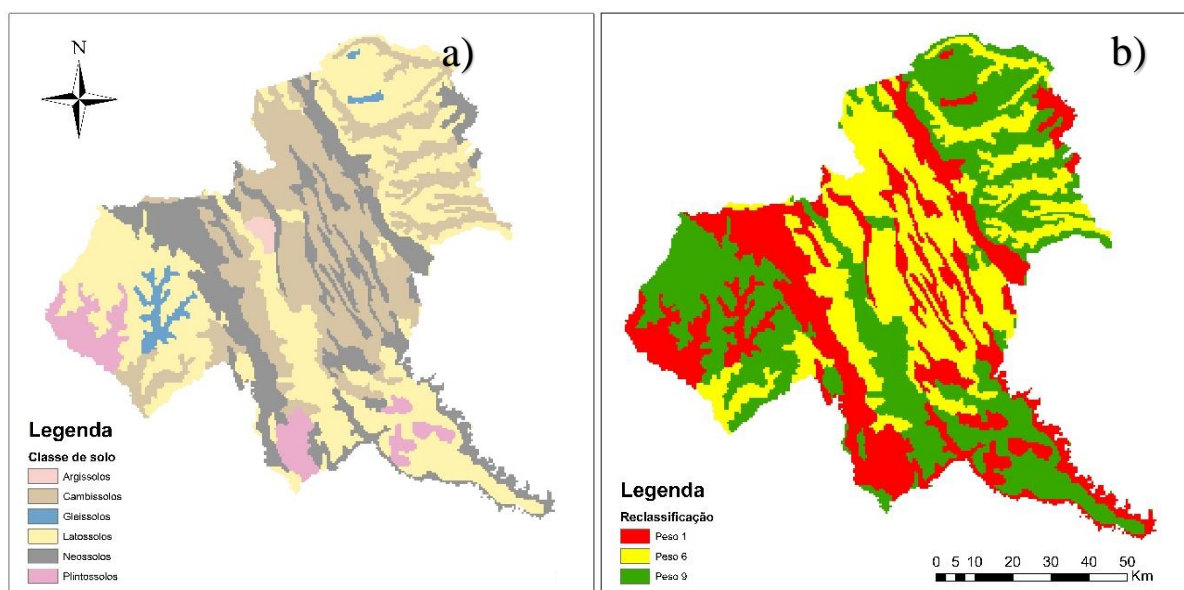 N
a)
Legenda
Classe de solo
Argissolos
Cambissolos
Gleissolos
Latossolos
Neossolos
Plintossolos
b)
Legenda
Reclassificação
Peso 1
Peso 6
Peso 9
0 5 10 20 30 40 50
Km